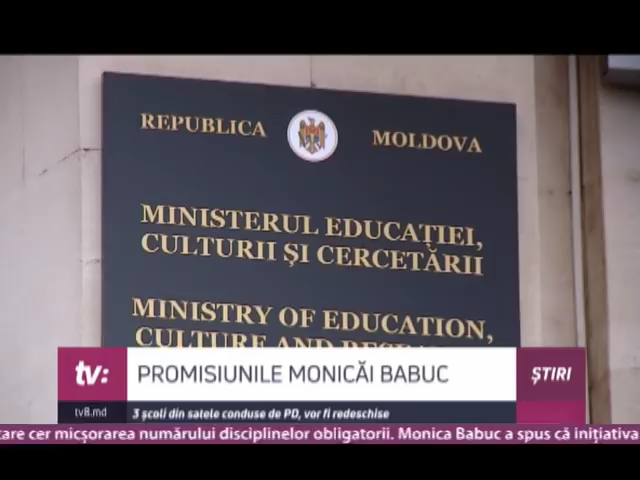 REPUBLICA MOLDOVA
MINISTERUL EDUCAȚIEI,
CULTURII ȘI CERCETĂRII
MINISTRY OF EDUCATION,
CULTURE AND
tv:
PROMISIUNILE MONICĂI BABUC
ȘTIRI
tv8.md
3 școli din satele conduse de PD, vor fi redeschise
care cer micșorarea numărului disciplinelor obligatorii. Monica Babuc a spus că inițiativa